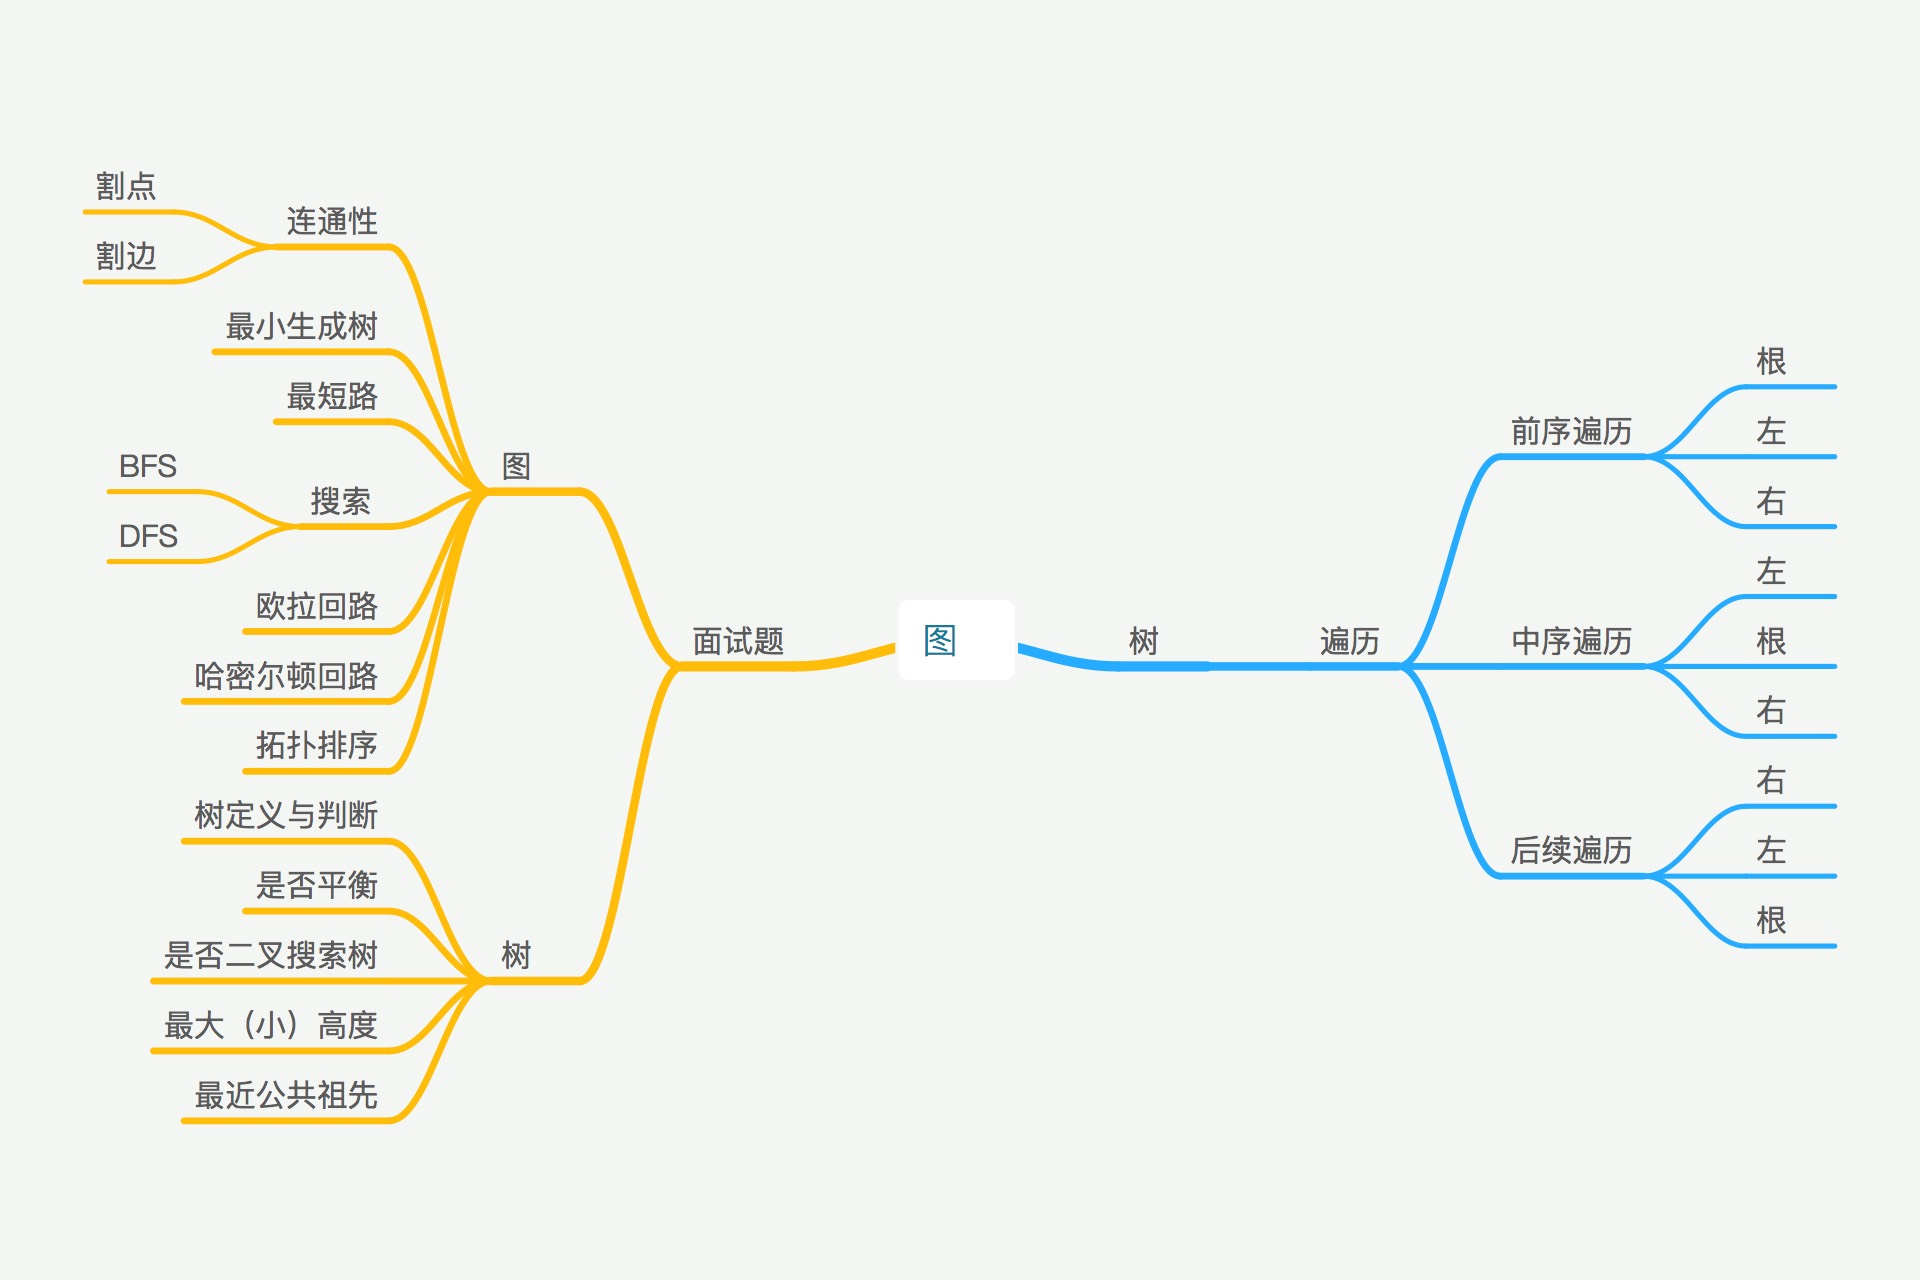 图
面试题
图
连通性
割点
割边
最小生成树
最短路
搜索
BFS
DFS
欧拉回路
哈密尔顿回路
拓扑排序
树
树定义与判断
是否平衡
是否二叉搜索树
最大（小）高度
最近公共祖先
树
遍历
前序遍历
根
左
右
中序遍历
左
根
右
后续遍历
右
左
根